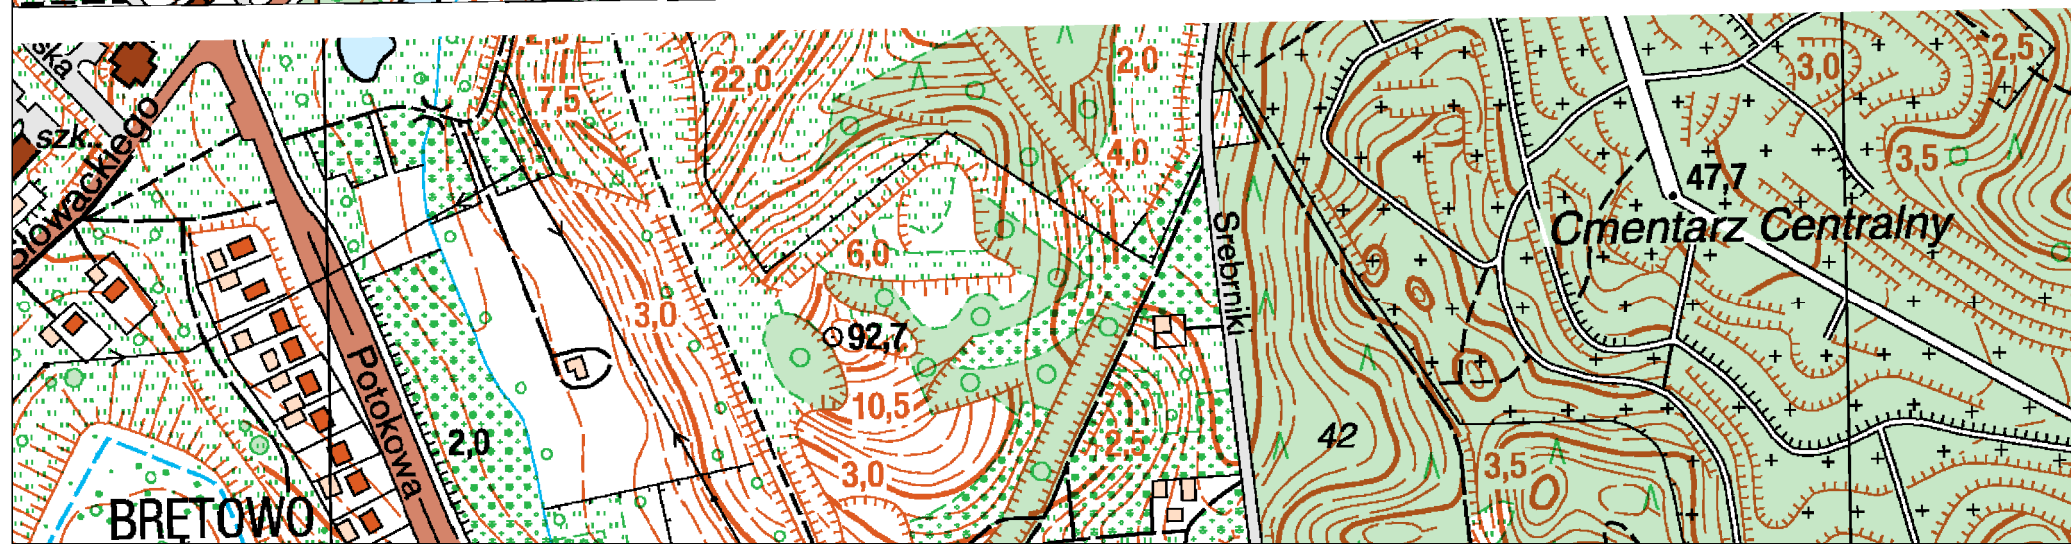 ska
szk.
Słowackiego
7,5
22,0
2,0
4,0
3,0
2,5
3,5
47,7
Cmentarz Centralny
Srebrniki
6,0
3,0
92,7
Potokowa
10,5
2,0
2,5
42
3,0
3,5
BRĘTOWO